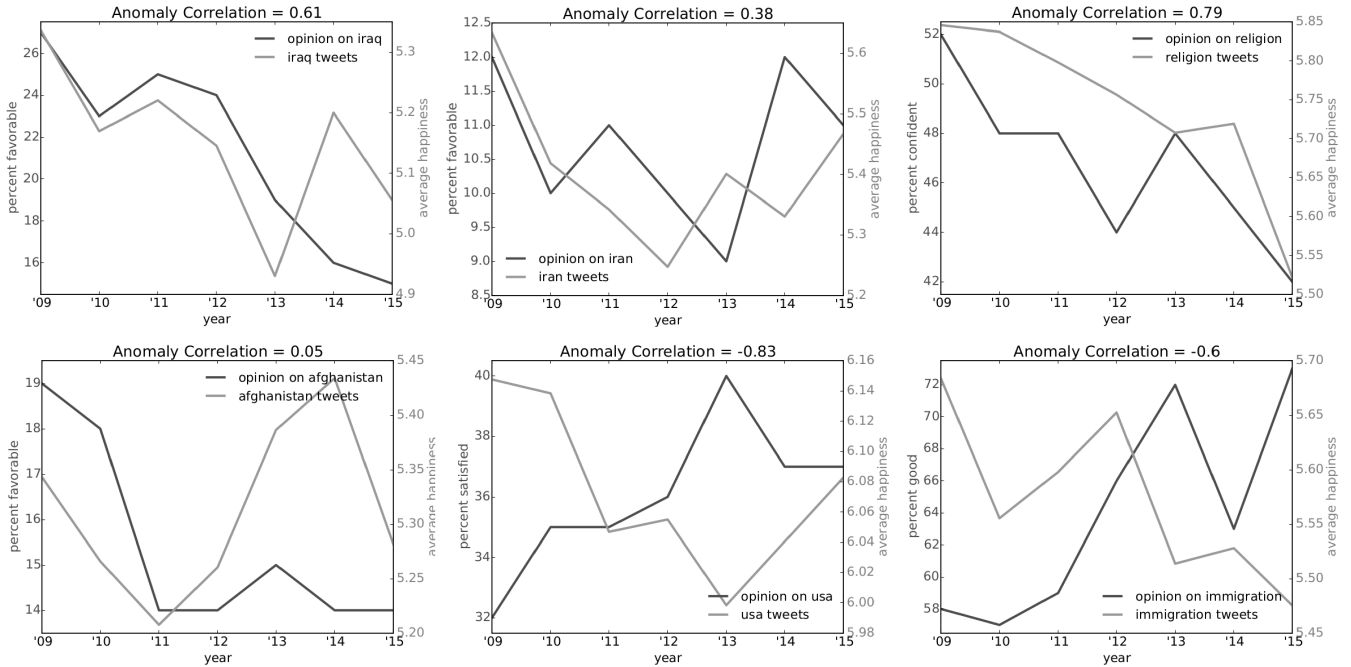 Anomaly Correlation = 0.61
opinion on iraq
iraq tweets
percent favorable
26
24
22
20
18
16
average happiness
5.3
5.2
5.1
5.0
4.9
'09 '10 '11 '12 '13 '14 '15
year
Anomaly Correlation = 0.38
opinion on iran
iran tweets
percent favorable
12.5
12.0
11.5
11.0
10.5
10.0
9.5
9.0
8.5
average happiness
5.6
5.5
5.4
5.3
5.2
'09 '10 '11 '12 '13 '14 '15
year
Anomaly Correlation = 0.79
opinion on religion
religion tweets
percent confident
52
50
48
46
44
42
average happiness
5.85
5.80
5.75
5.70
5.65
5.60
5.55
5.50
'09 '10 '11 '12 '13 '14 '15
year
Anomaly Correlation = 0.05
opinion on afghanistan
afghanistan tweets
percent favorable
19
18
17
16
15
14
average happiness
5.45
5.40
5.35
5.30
5.25
5.20
'09 '10 '11 '12 '13 '14 '15
year
Anomaly Correlation = -0.83
opinion on usa
usa tweets
percent satisfied
40
38
36
34
32
average happiness
6.16
6.14
6.12
6.10
6.08
6.06
6.04
6.02
6.00
5.98
'09 '10 '11 '12 '13 '14 '15
year
Anomaly Correlation = -0.6
opinion on immigration
immigration tweets
percent good
72
70
68
66
64
62
60
58
average happiness
5.70
5.65
5.60
5.55
5.50
5.45
'09 '10 '11 '12 '13 '14 '15
year